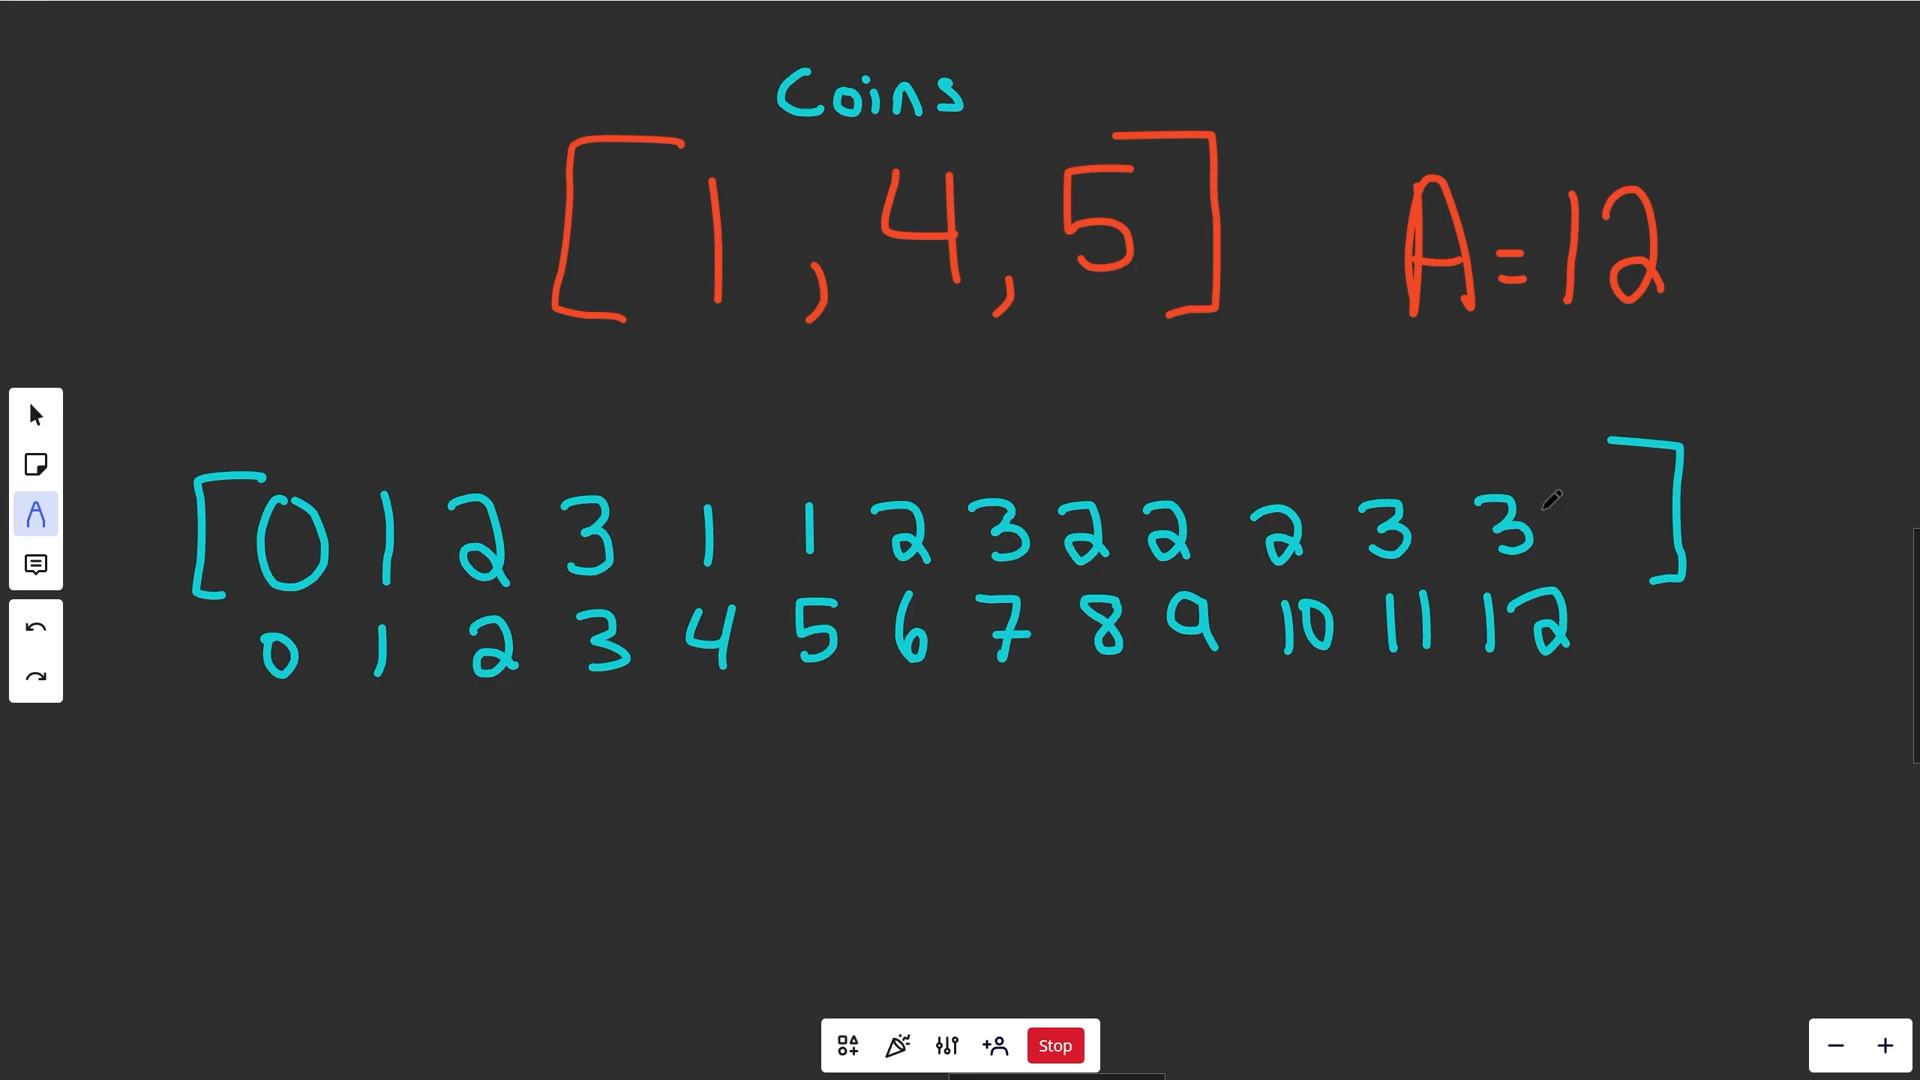 Coins
[1, 4, 5] A=12
[0 1 2 3 1 1 2 3 2 2 2 3 3]
0 1 2 3 4 5 6 7 8 9 10 11 12
Stop